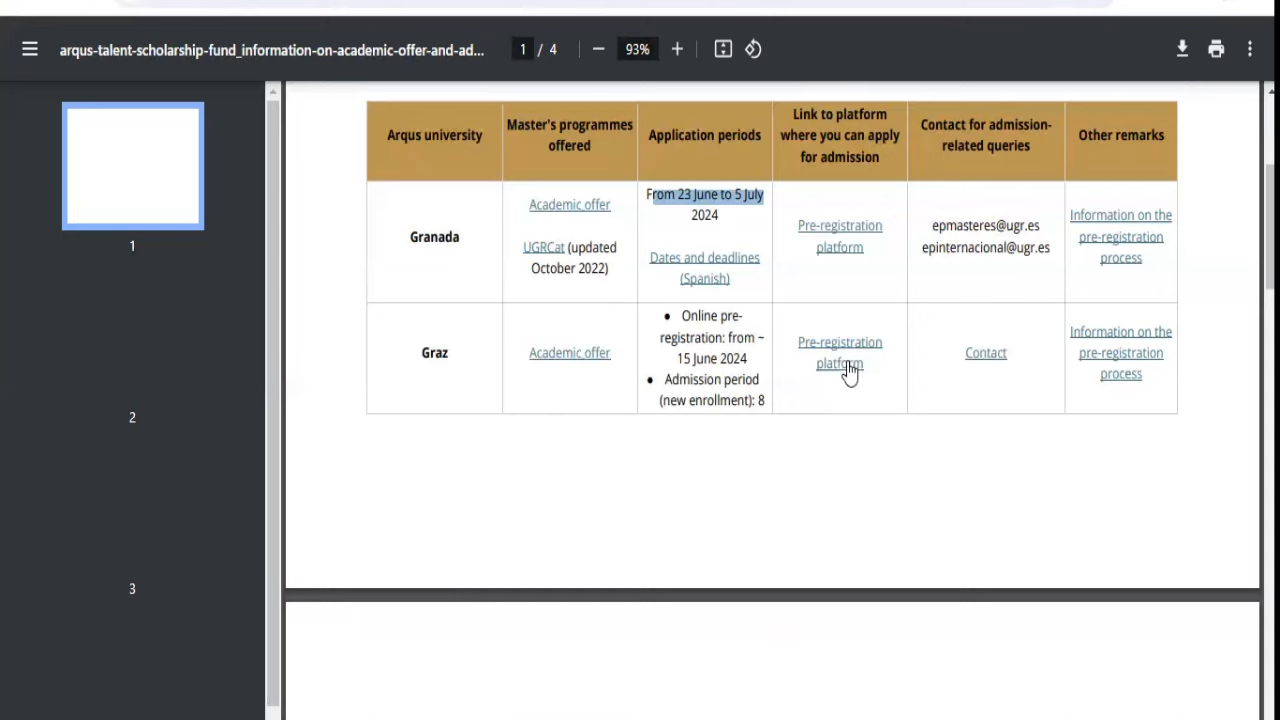 arqus-talent-scholarship-fund_information-on-academic-offer-and-ad...
1 / 4
93%
1
2
3
Arqus university
Master's programmes
offered
Application periods
Link to platform
where you can apply
for admission
Contact for admission-
related queries
Other remarks
Granada
Academic offer
UGRCat (updated
October 2022)
From 23 June to 5 July
2024
Dates and deadlines
(Spanish)
Pre-registration
platform
epmasteres@ugr.es
epinternacional@ugr.es
Information on the
pre-registration
process
Graz
Academic offer
● Online pre-
registration: from ~
15 June 2024
● Admission period
(new enrollment): 8
Pre-registration
platform
Contact
Information on the
pre-registration
process